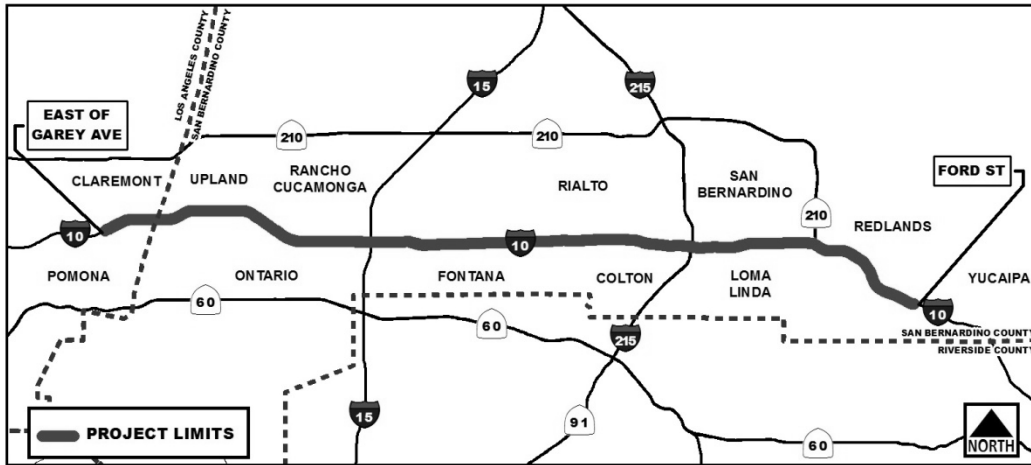 LOS ANGELES COUNTY
SAN BERNARDINO COUNTY
15
215
EAST OF
GAREY AVE
210
210
CLAREMONT
UPLAND
RANCHO
CUCAMONGA
RIALTO
SAN
BERNARDINO
FORD ST
210
REDLANDS
10
10
POMONA
ONTARIO
FONTANA
COLTON
LOMA
LINDA
YUCAIPA
60
60
10
215
SAN BERNARDINO COUNTY
RIVERSIDE COUNTY
15
91
60
PROJECT LIMITS
NORTH